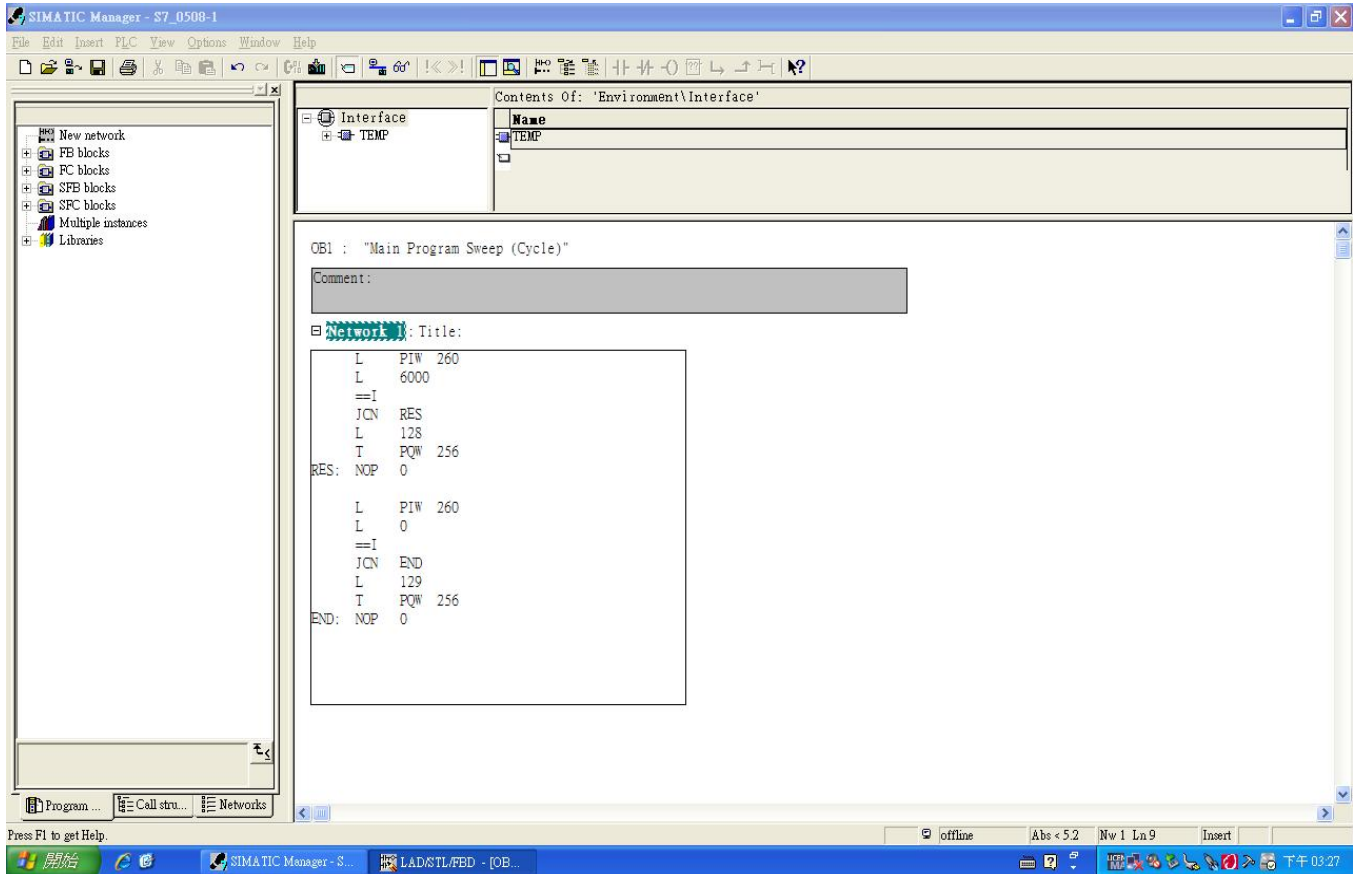 SIMATIC Manager - S7_0508-1
File Edit Insert PLC View Options Window Help
New network
FB blocks
FC blocks
SFB blocks
SFC blocks
Multiple instances
Libraries
Program ... Call stru... Networks
Interface
TEMP
Contents Of: 'Environment\Interface'
Name
TEMP
OB1 : "Main Program Sweep (Cycle)"
Comment:
Network 1: Title:
L PIW 260
L 6000
==I
JCN RES
L 128
T PQW 256
RES: NOP 0
L PIW 260
L 0
==I
JCN END
L 129
T PQW 256
END: NOP 0
Press F1 to get Help.
offline Abs < 5.2 Nw 1 Ln 9 Insert
開始 SIMATIC Manager - S... LAD/STL/FBD - [OB... 下午 03:27